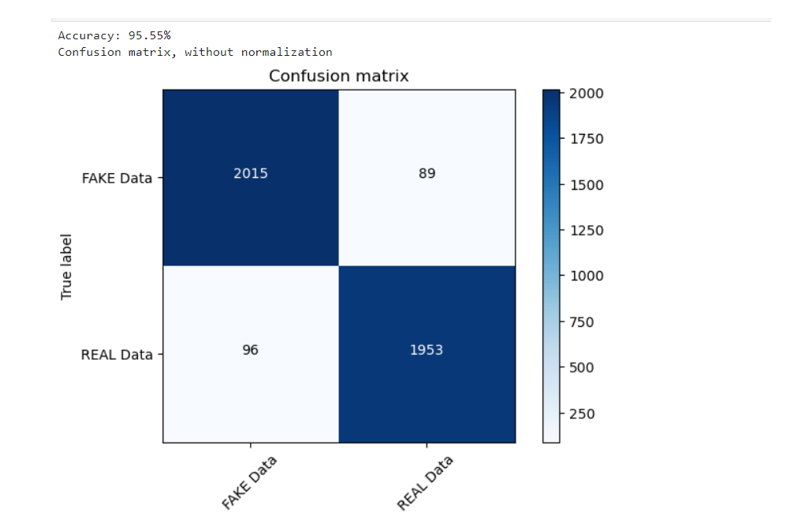 Accuracy: 95.55%
Confusion matrix, without normalization
Confusion matrix
2000
1750
1500
1250
1000
750
500
250
True label
FAKE Data
2015
89
REAL Data
96
1953
FAKE Data
REAL Data